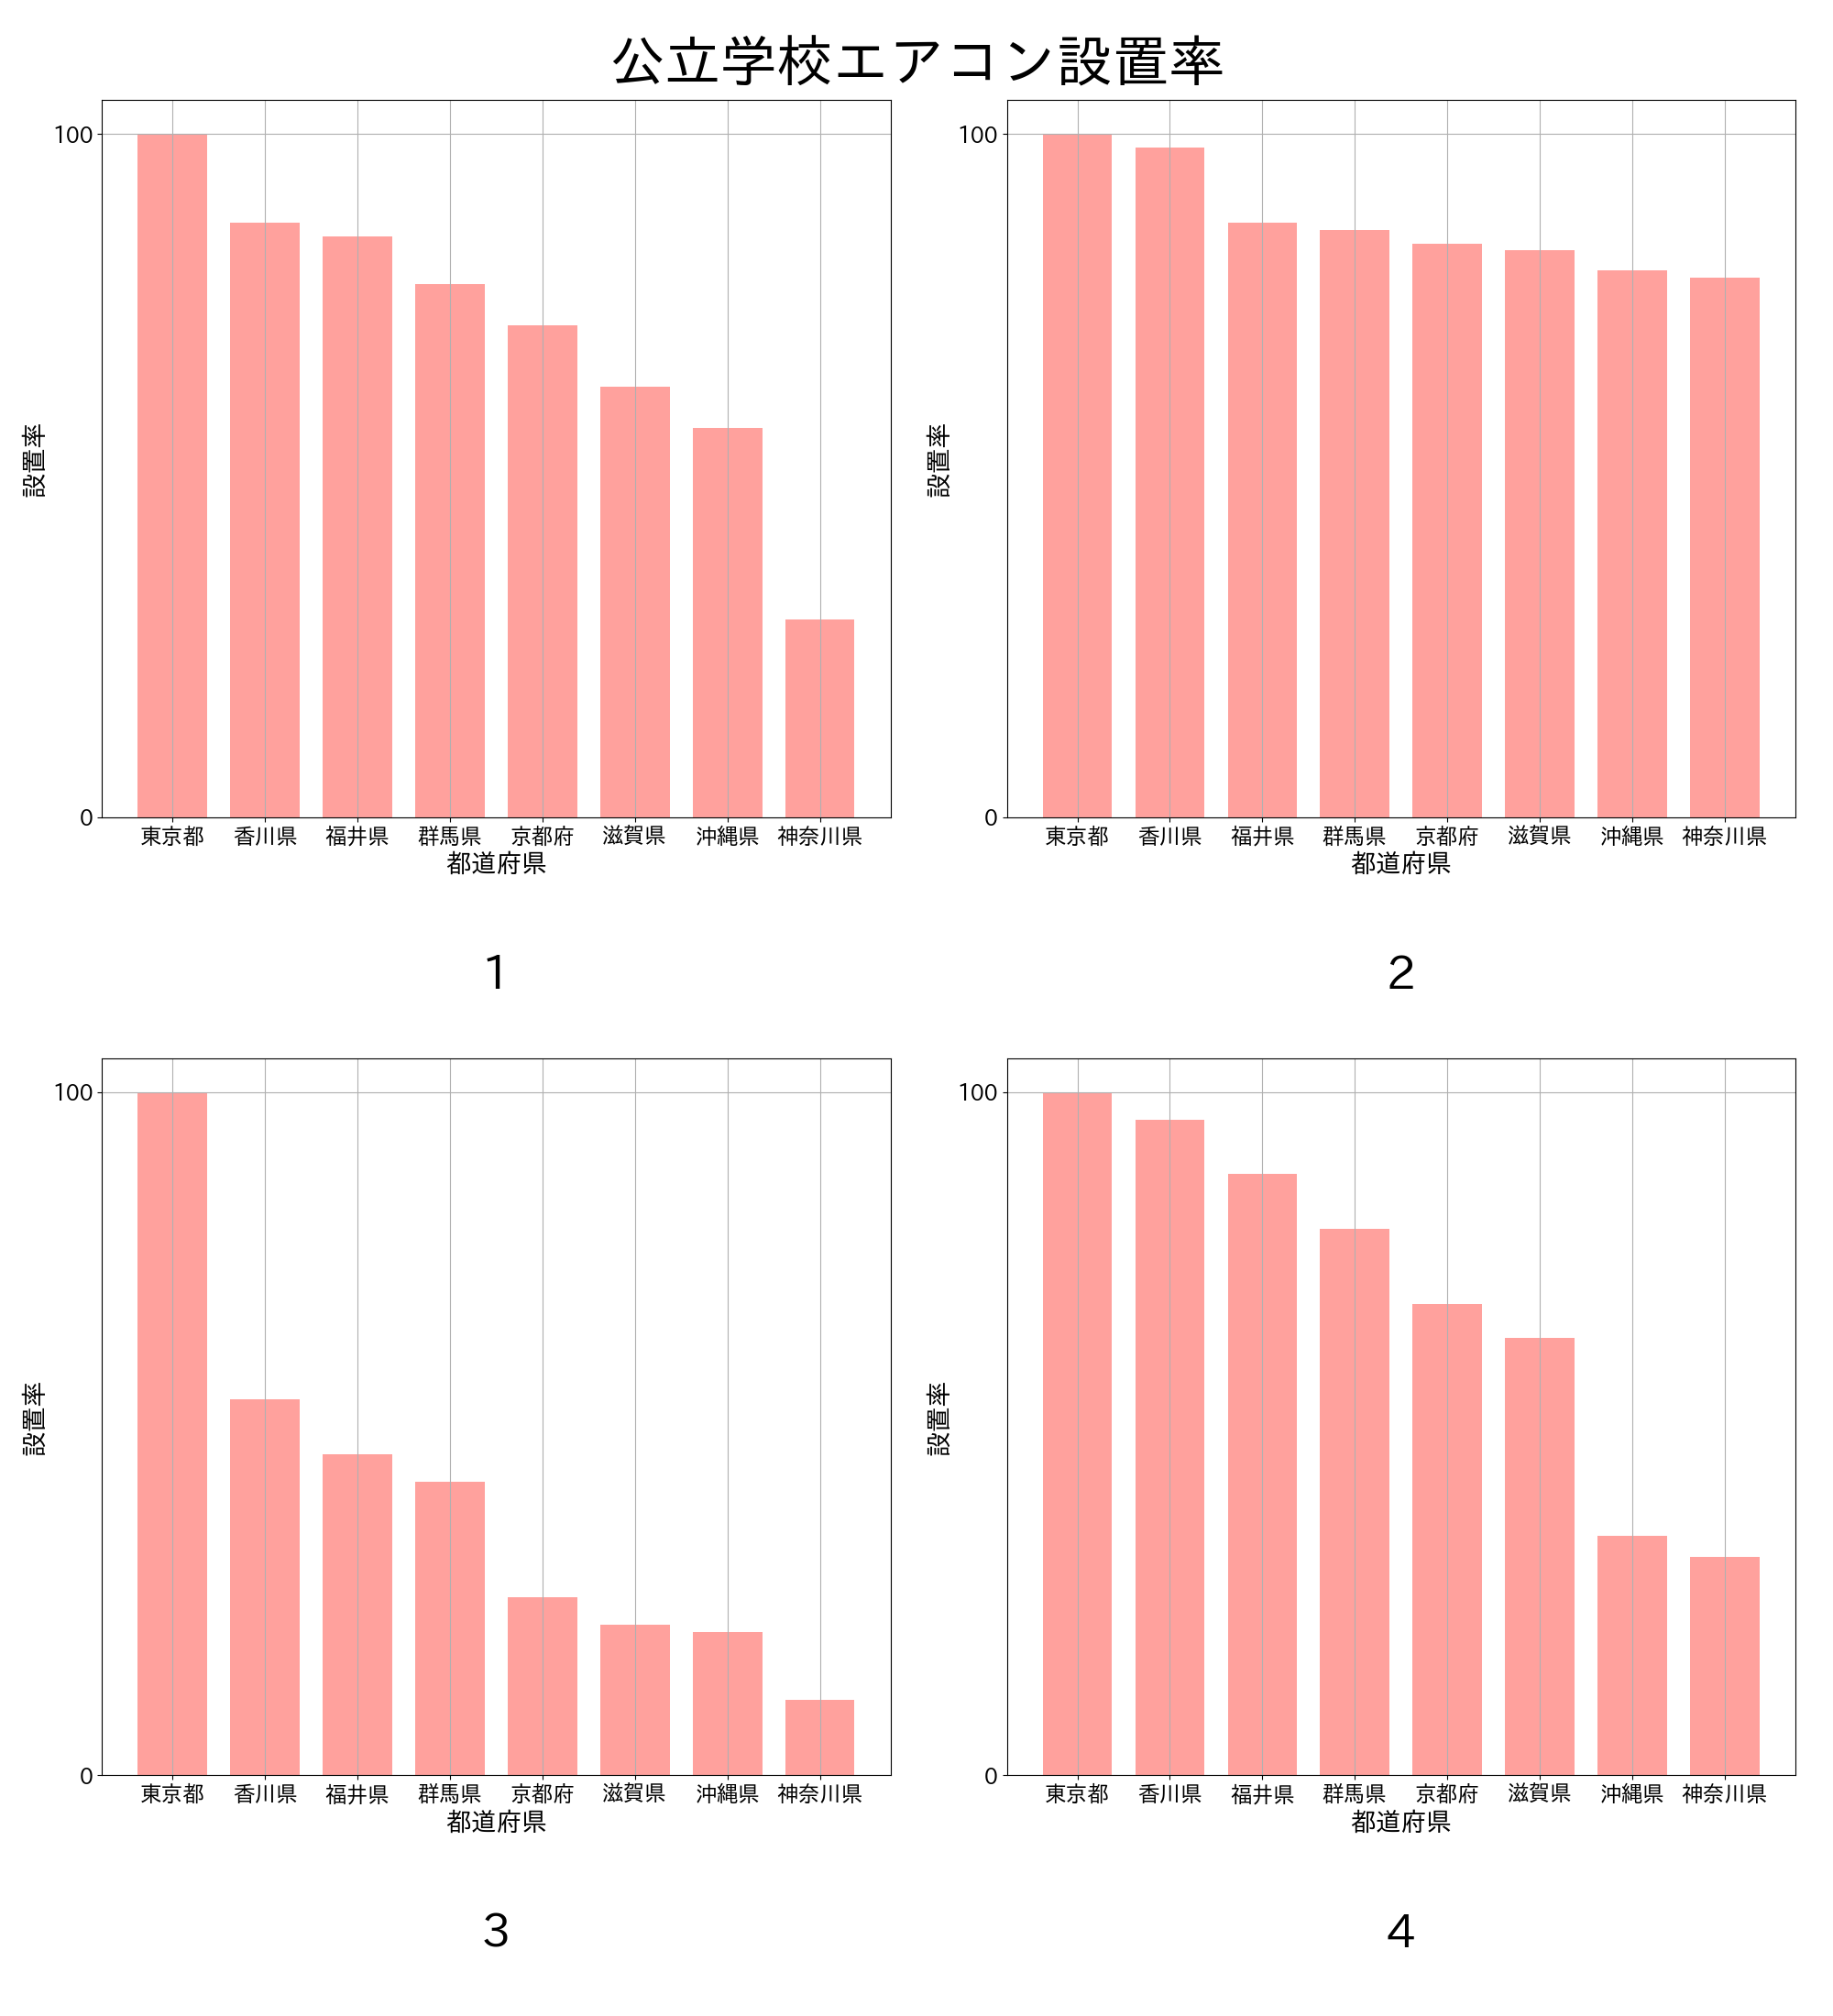 公立学校エアコン設置率
100
0
設置率
東京都 香川県 福井県 群馬県 京都府 滋賀県 沖縄県 神奈川県
都道府県
1
100
0
設置率
東京都 香川県 福井県 群馬県 京都府 滋賀県 沖縄県 神奈川県
都道府県
2
100
0
設置率
東京都 香川県 福井県 群馬県 京都府 滋賀県 沖縄県 神奈川県
都道府県
3
100
0
設置率
東京都 香川県 福井県 群馬県 京都府 滋賀県 沖縄県 神奈川県
都道府県
4